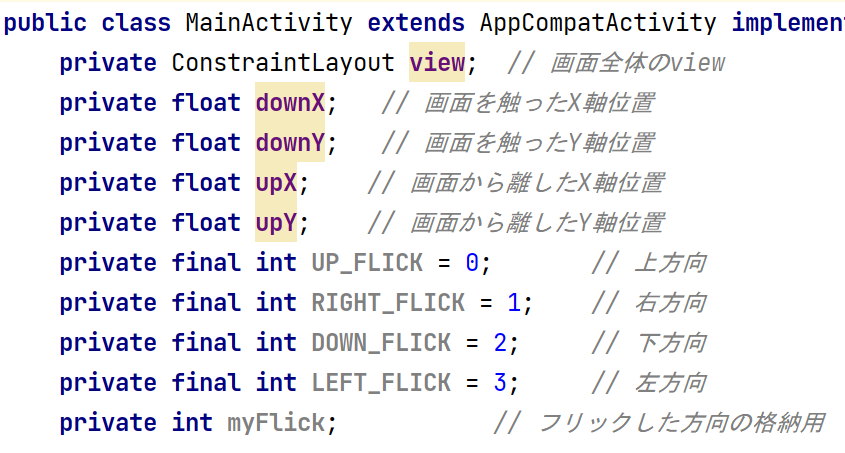 public class MainActivity extends AppCompatActivity implement
private ConstraintLayout view;  // 画面全体のview
private float downX;   // 画面を触ったX軸位置
private float downY;   // 画面を触ったY軸位置
private float upX;    // 画面から離したX軸位置
private float upY;    // 画面から離したY軸位置
private final int UP_FLICK = 0;       // 上方向
private final int RIGHT_FLICK = 1;    // 右方向
private final int DOWN_FLICK = 2;     // 下方向
private final int LEFT_FLICK = 3;     // 左方向
private int myFlick;           // フリックした方向の格納用